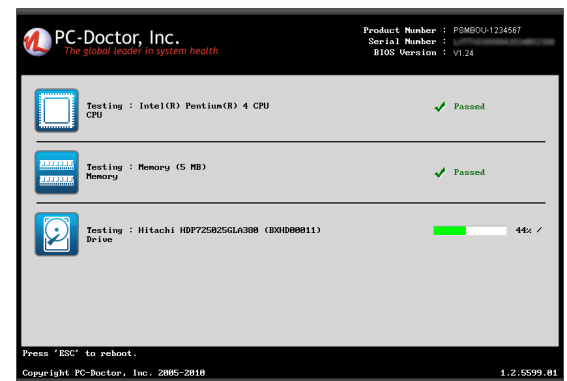 PC-Doctor, Inc.
The global leader in system health
Product Number : PSMBOU-1234567
Serial Number :
BIOS Version : V1.24
Testing : Intel(R) Pentium(R) 4 CPU
CPU
Passed
Testing : Memory (5 MB)
Memory
Passed
Testing : Hitachi HDP725025GLA380 (BXHD00011)
Drive
44% /
Press 'ESC' to reboot.
Copyright PC-Doctor, Inc. 2005-2010
1.2.5599.01